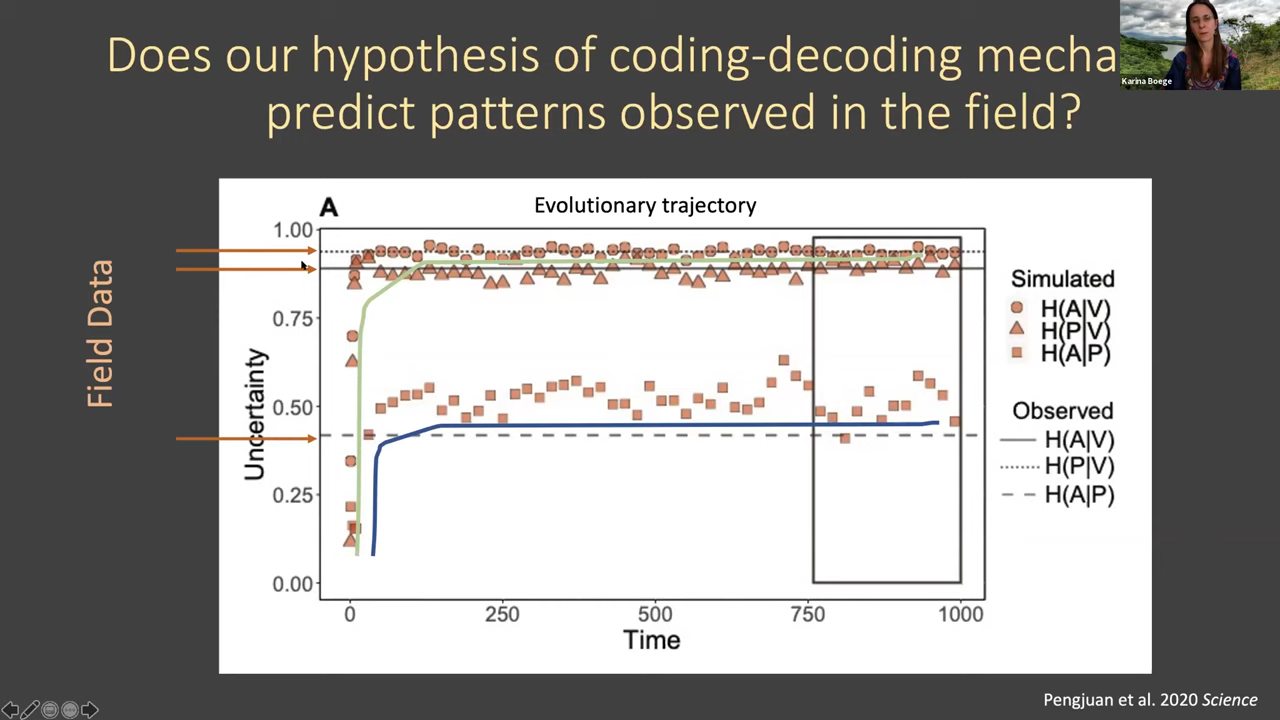 Does our hypothesis of coding-decoding mecha
predict patterns observed in the field?
Karina Boege
Field Data
A
Evolutionary trajectory
Uncertainty
1.00
0.75
0.50
0.25
0.00
0
250
500
750
1000
Time
Simulated
H(A|V)
H(P|V)
H(A|P)
Observed
H(A|V)
H(P|V)
H(A|P)
Pengjuan et al. 2020 Science